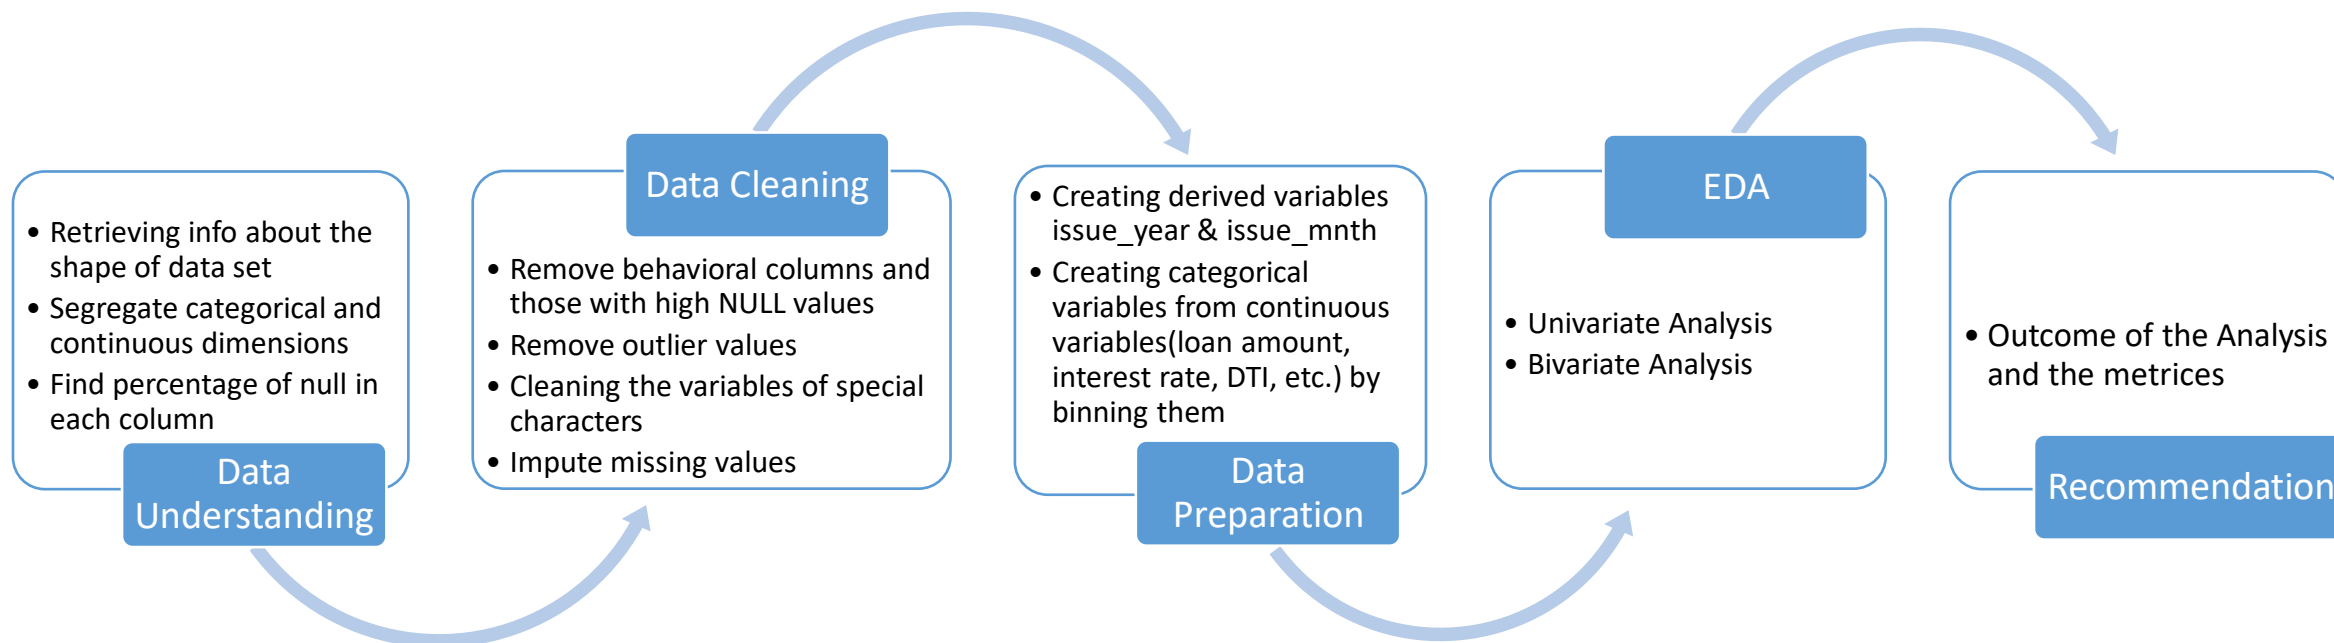 • Retrieving info about the
shape of data set
• Segregate categorical and
continuous dimensions
• Find percentage of null in
each column
Data
Understanding
Data Cleaning
• Remove behavioral columns and
those with high NULL values
• Remove outlier values
• Cleaning the variables of special
characters
• Impute missing values
• Creating derived variables
issue_year & issue_mnth
• Creating categorical
variables from continuous
variables(loan amount,
interest rate, DTI, etc.) by
binning them
Data
Preparation
EDA
• Univariate Analysis
• Bivariate Analysis
• Outcome of the Analysis
and the metrices
Recommendation